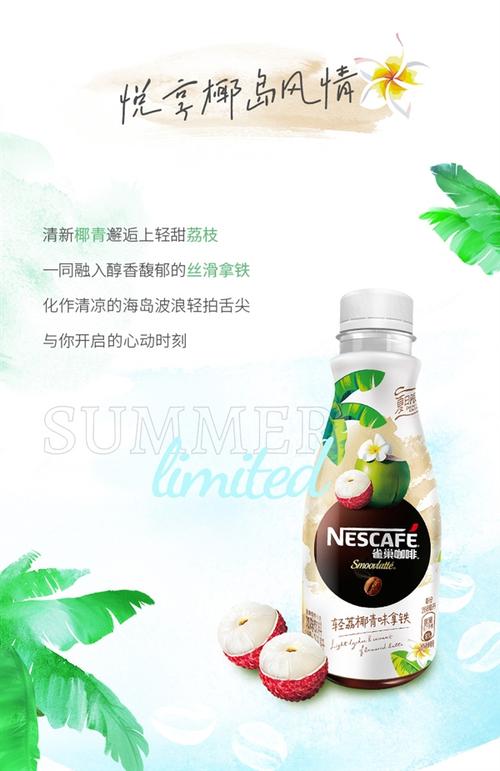 悦享椰岛风情
清新椰青邂逅上轻甜荔枝
一同融入醇香馥郁的丝滑拿铁
化作清凉的海岛波浪轻拍舌尖
与你开启的心动时刻
SUMMER
limited
NESCAFÉ
雀巢咖啡
Smoovlatté
轻荔椰青味拿铁
Light lychee & coconut
flavoured latte